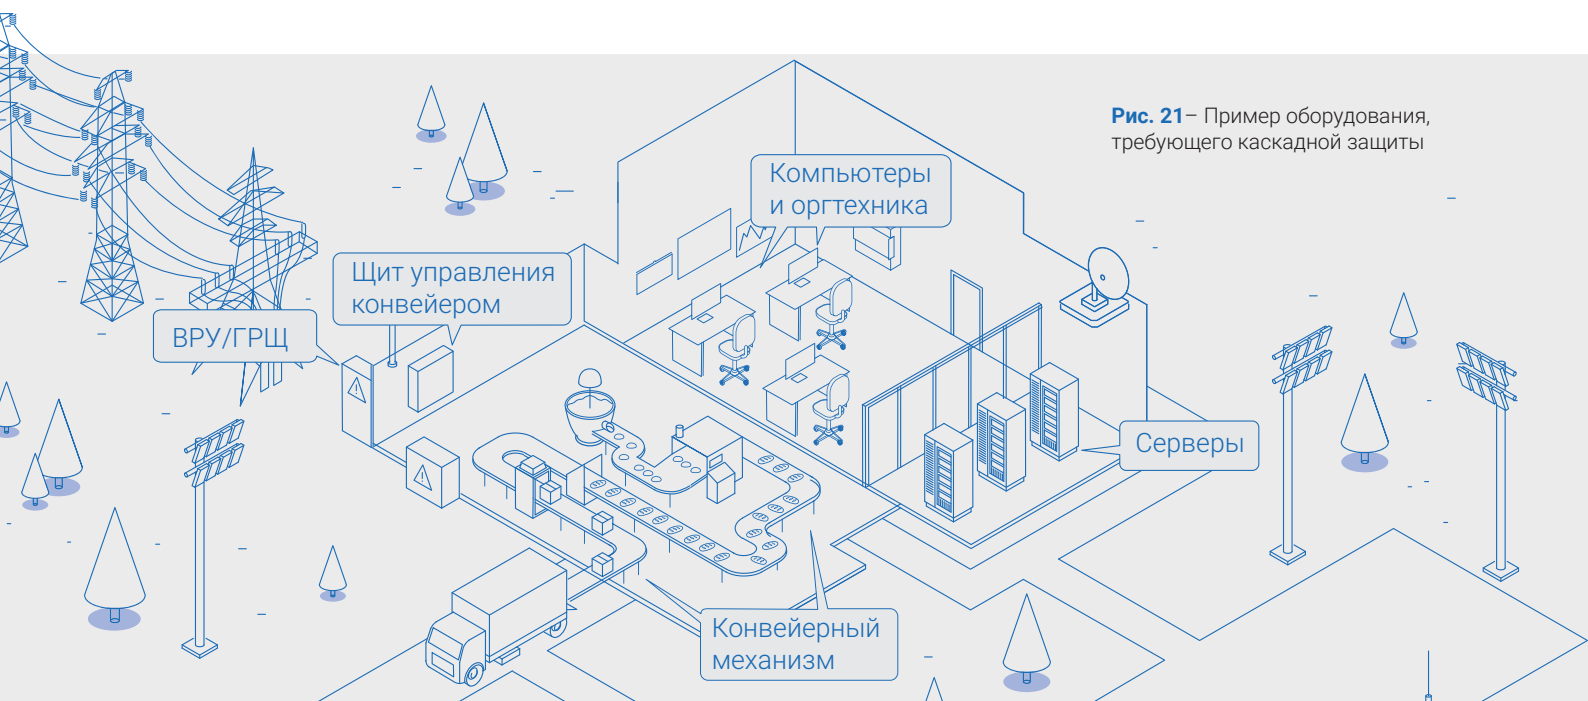 Рис. 21– Пример оборудования,
требующего каскадной защиты
Компьютеры
и оргтехника
Щит управления
конвейером
ВРУ/ГРЩ
Серверы
Конвейерный
механизм